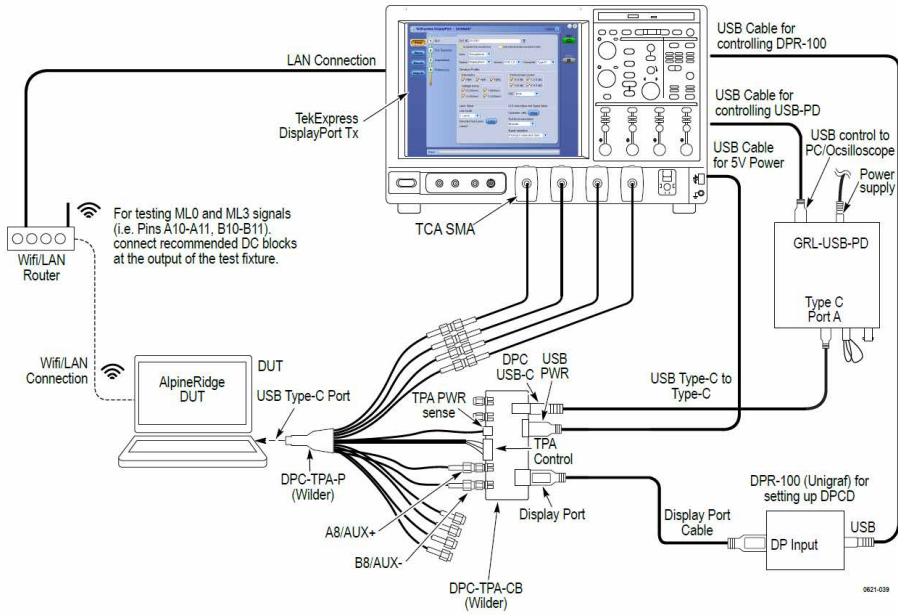 LAN Connection
TekExpress
DisplayPort Tx
USB Cable for
controlling DPR-100
USB Cable for
controlling USB-PD
USB Cable
for 5V Power
USB control to
PC/Ocsilloscope
Power
supply
TCA SMA
GRL-USB-PD
Type C
Port A
For testing ML0 and ML3 signals
(i.e. Pins A10-A11, B10-B11).
connect recommended DC blocks
at the output of the test fixture.
Wifi/LAN
Router
Wifi/LAN
Connection
AlpineRidge
DUT
DUT
USB Type-C Port
DPC
USB-C
USB
PWR
TPA PWR
sense
USB Type-C to
Type-C
TPA
Control
DPC-TPA-P
(Wilder)
A8/AUX+
B8/AUX-
Display Port
DPC-TPA-CB
(Wilder)
Display Port
Cable
DPR-100 (Unigraf) for
setting up DPCD
DP Input
USB
0621-039